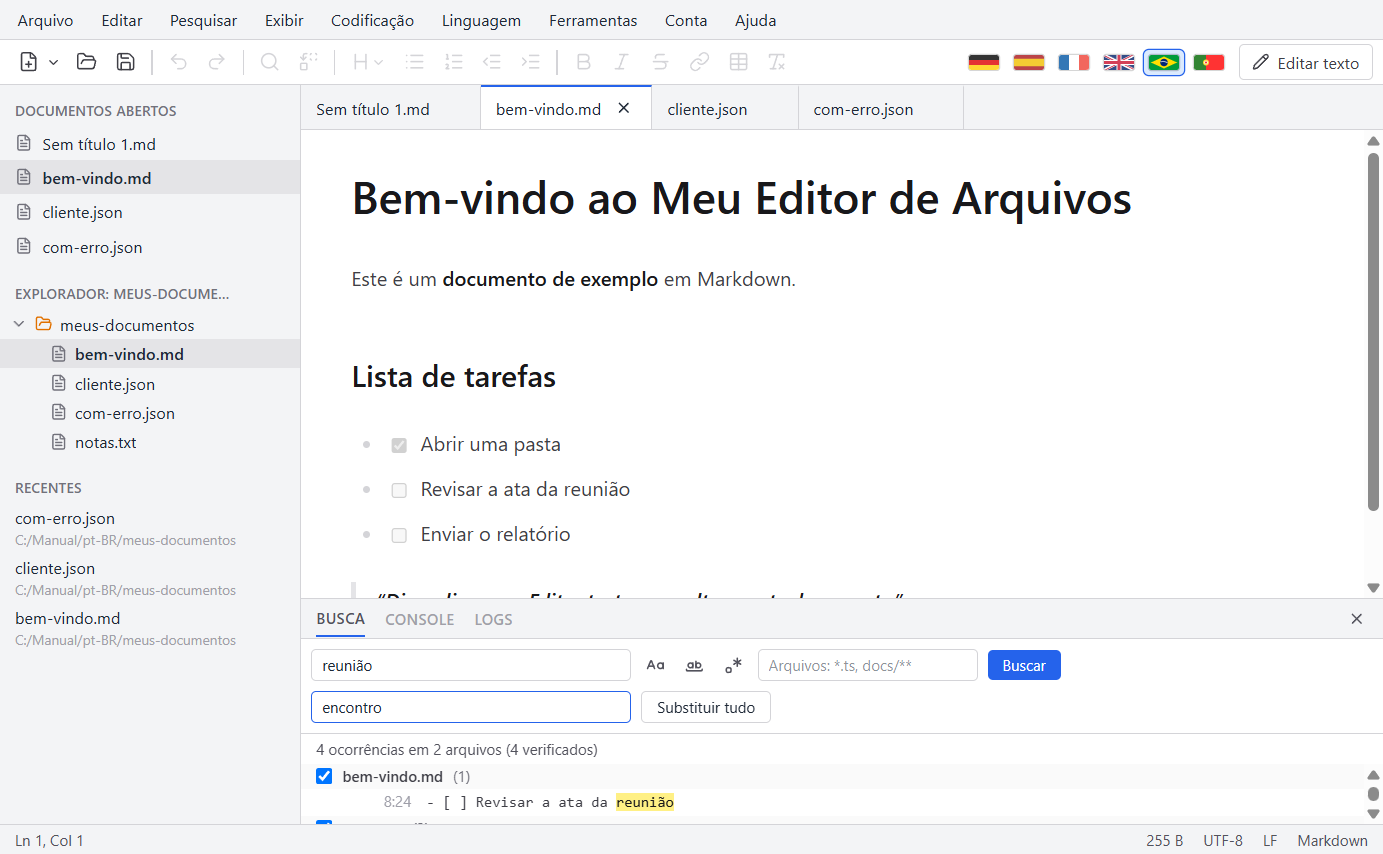 Arquivo Editar Pesquisar Exibir Codificação Linguagem Ferramentas Conta Ajuda
Editar texto
DOCUMENTOS ABERTOS
Sem título 1.md
bem-vindo.md
cliente.json
com-erro.json
EXPLORADOR: MEUS-DOCUME...
meus-documentos
bem-vindo.md
cliente.json
com-erro.json
notas.txt
RECENTES
com-erro.json
C:/Manual/pt-BR/meus-documentos
cliente.json
C:/Manual/pt-BR/meus-documentos
bem-vindo.md
C:/Manual/pt-BR/meus-documentos
Sem título 1.md bem-vindo.md cliente.json com-erro.json
Bem-vindo ao Meu Editor de Arquivos
Este é um documento de exemplo em Markdown.
Lista de tarefas
Abrir uma pasta
Revisar a ata da reunião
Enviar o relatório
BUSCA CONSOLE LOGS
reunião Aa ab .* Arquivos: *.ts, docs/** Buscar
encontro Substituir tudo
4 ocorrências em 2 arquivos (4 verificados)
bem-vindo.md (1)
8:24 - [ ] Revisar a ata da reunião
Ln 1, Col 1 255 B UTF-8 LF Markdown